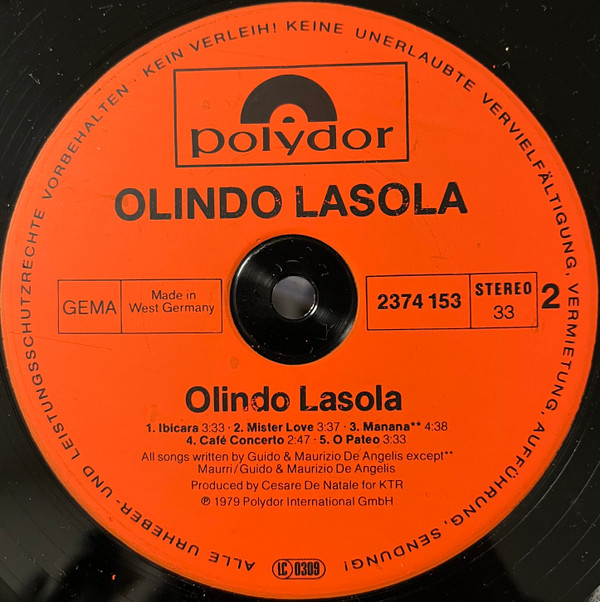 ALLE URHEBER- UND LEISTUNGSSCHUTZRECHTE VORBEHALTEN · KEIN VERLEIH! KEINE UNERLAUBTE VERVIELFÄLTIGUNG, VERMIETUNG, AUFFÜHRUNG, SENDUNG!
polydor
OLINDO LASOLA
GEMA
Made in
West Germany
2374 153
STEREO
33
2
Olindo Lasola
1. Ibicara 3:33 · 2. Mister Love 3:37 · 3. Manana** 4:38
4. Café Concerto 2:47 · 5. O Pateo 3:33
All songs written by Guido & Maurizio De Angelis except**
Maurri/Guido & Maurizio De Angelis
Produced by Cesare De Natale for KTR
℗ 1979 Polydor International GmbH
LC 0309